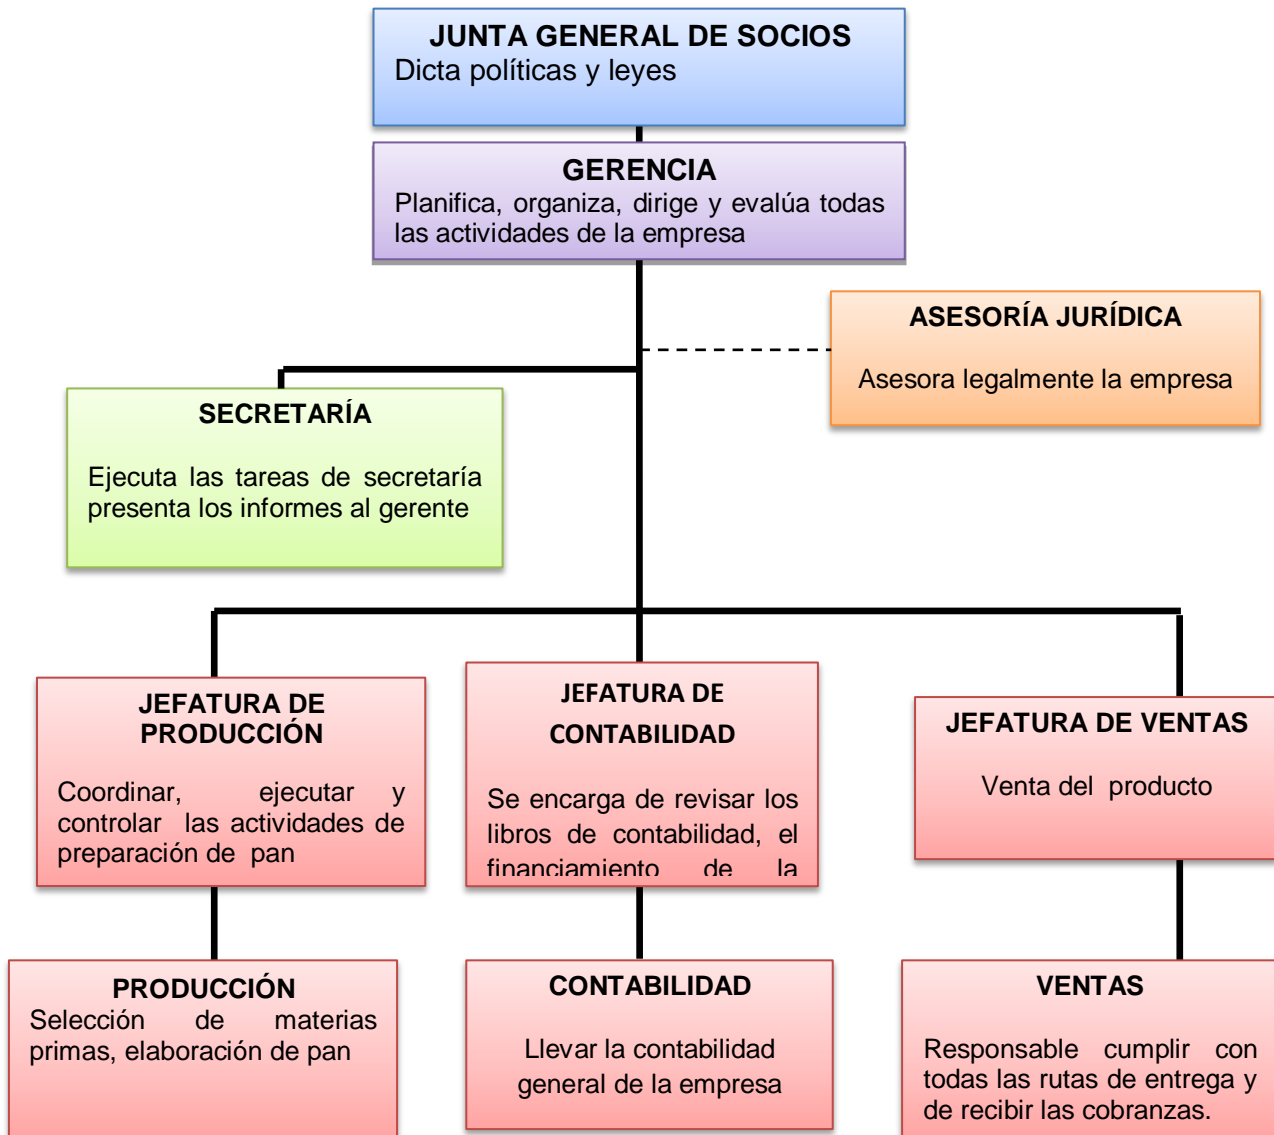 JUNTA GENERAL DE SOCIOS
Dicta políticas y leyes
GERENCIA
Planifica, organiza, dirige y evalúa todas
las actividades de la empresa
ASESORÍA JURÍDICA
Asesora legalmente la empresa
SECRETARÍA
Ejecuta las tareas de secretaría
presenta los informes al gerente
JEFATURA DE
PRODUCCIÓN
Coordinar, ejecutar y
controlar las actividades de
preparación de pan
JEFATURA DE
CONTABILIDAD
Se encarga de revisar los
libros de contabilidad, el
financiamiento de la
JEFATURA DE VENTAS
Venta del producto
PRODUCCIÓN
Selección de materias
primas, elaboración de pan
CONTABILIDAD
Llevar la contabilidad
general de la empresa
VENTAS
Responsable cumplir con
todas las rutas de entrega y
de recibir las cobranzas.